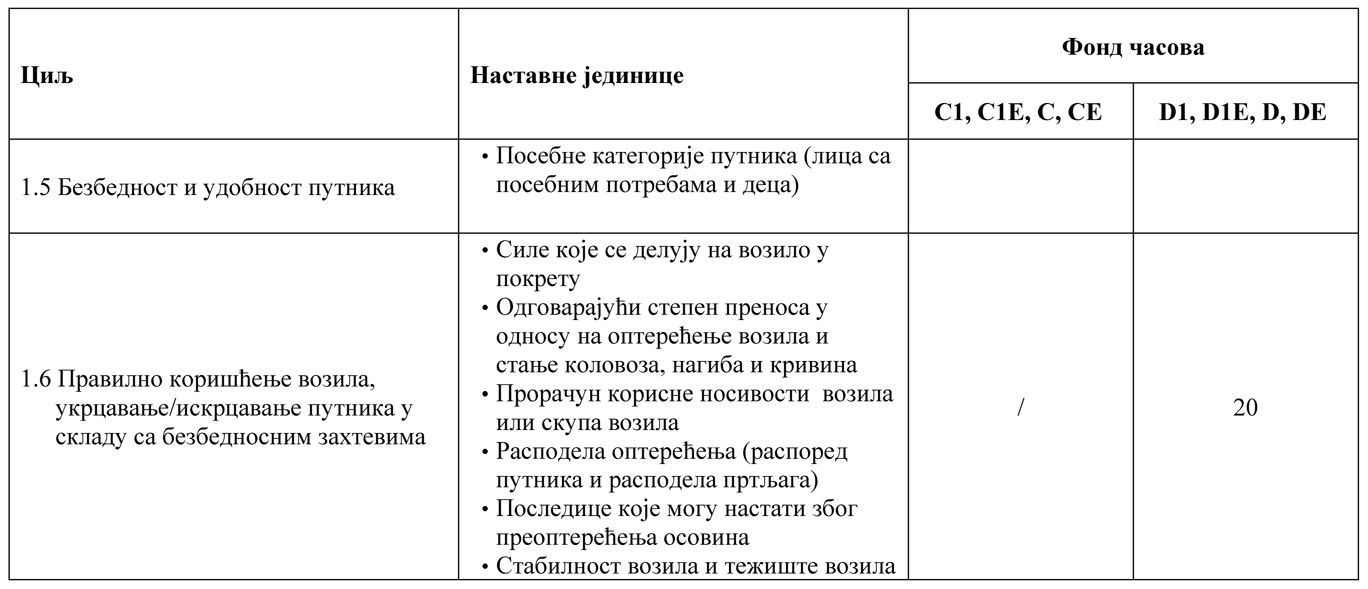 Циљ
Наставне јединице
Фонд часова
C1, C1E, C, CE
D1, D1E, D, DE
1.5 Безбедност и удобност путника
• Посебне категорије путника (лица са
посебним потребама и деца)
1.6 Правилно коришћење возила,
укрцавање/искрцавање путника у
складу са безбедносним захтевима
• Силе које се делују на возило у
покрету
• Одговарајући степен преноса у
односу на оптерећење возила и
стање коловоза, нагиба и кривина
• Прорачун корисне носивости  возила
или скупа возила
• Расподела оптерећења (распоред
путника и расподела пртљага)
• Последице које могу настати због
преоптерећења осовина
• Стабилност возила и тежиште возила
/
20